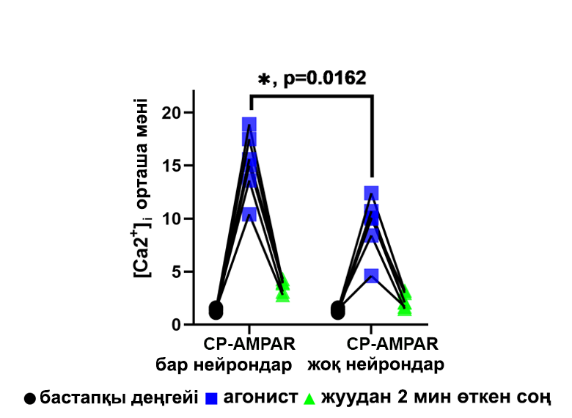 *, p=0.0162
[Ca2+]i орташа мәні
20
15
10
5
0
CP-AMPAR CP-AMPAR
бар нейрондар жоқ нейрондар
бастапқы деңгейі агонист жуудан 2 мин өткен соң